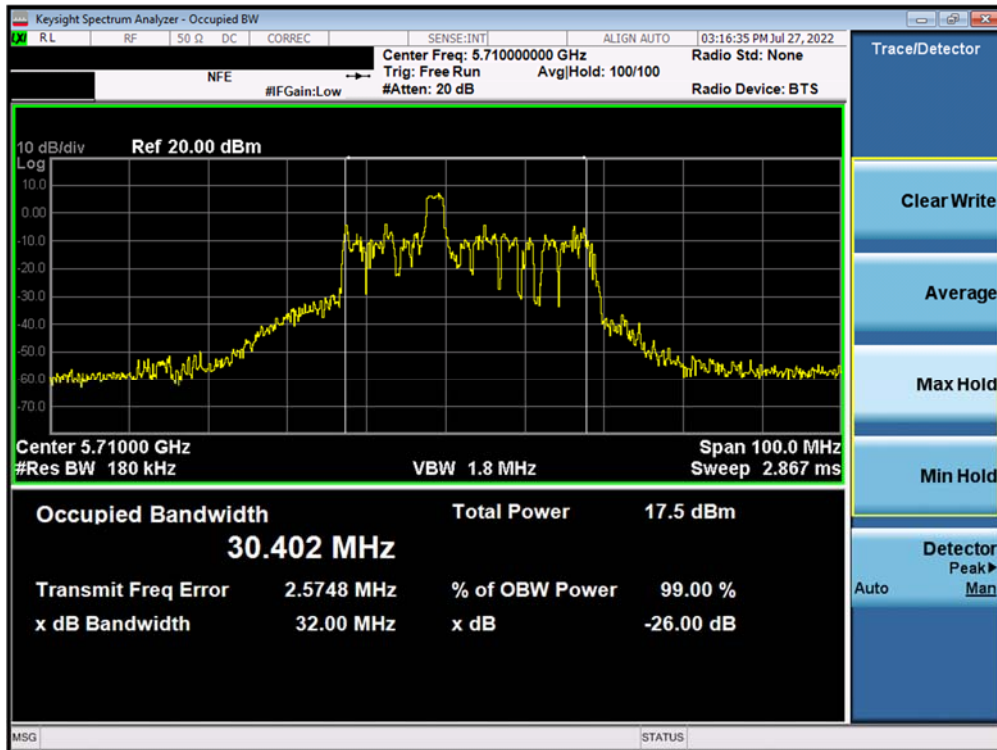 Keysight Spectrum Analyzer - Occupied BW
LXI RL RF 50 Ω DC CORREC SENSE:INT ALIGN AUTO 03:16:35 PM Jul 27, 2022
Center Freq: 5.710000000 GHz Radio Std: None
NFE Trig: Free Run Avg|Hold: 100/100
#IFGain:Low #Atten: 20 dB Radio Device: BTS
10 dB/div Ref 20.00 dBm
Log
10.0
0.00
-10.0
-20.0
-30.0
-40.0
-50.0
-60.0
-70.0
Center 5.71000 GHz Span 100.0 MHz
#Res BW 180 kHz VBW 1.8 MHz Sweep 2.867 ms
Occupied Bandwidth Total Power 17.5 dBm
30.402 MHz
Transmit Freq Error 2.5748 MHz % of OBW Power 99.00 %
x dB Bandwidth 32.00 MHz x dB -26.00 dB
MSG STATUS
Trace/Detector
Clear Write
Average
Max Hold
Min Hold
Detector
Peak▶
Auto Man